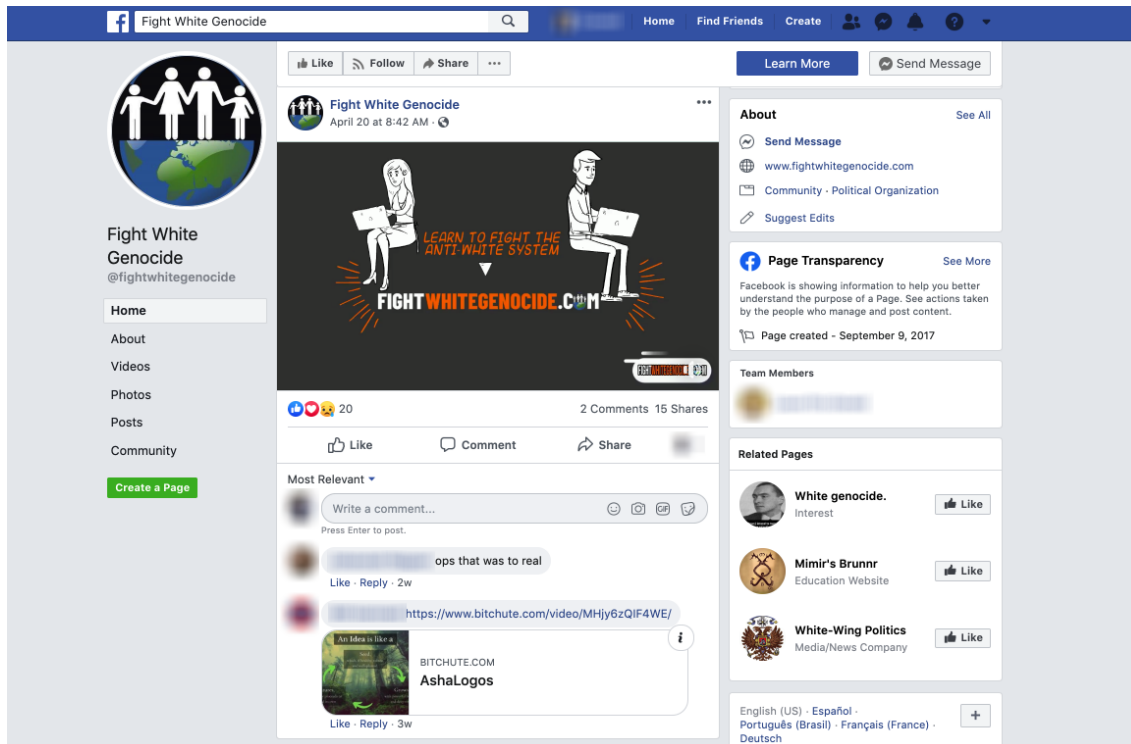 Fight White Genocide
Home
Find Friends
Create
Fight White
Genocide
@fightwhitegenocide
Home
About
Videos
Photos
Posts
Community
Create a Page
Like
Follow
Share
Learn More
Send Message
Fight White Genocide
April 20 at 8:42 AM ·
LEARN TO FIGHT THE
ANTI-WHITE SYSTEM
FIGHTWHITEGENOCIDE.COM
20
2 Comments 15 Shares
Like
Comment
Share
Most Relevant
Write a comment...
GIF
Press Enter to post.
ops that was to real
Like · Reply · 2w
https://www.bitchute.com/video/MHjy6zQIF4WE/
An Idea is like a
BITCHUTE.COM
AshaLogos
Like · Reply · 3w
About
See All
Send Message
www.fightwhitegenocide.com
Community · Political Organization
Suggest Edits
Page Transparency
See More
Facebook is showing information to help you better
understand the purpose of a Page. See actions taken
by the people who manage and post content.
Page created - September 9, 2017
Team Members
Related Pages
White genocide.
Interest
Like
Mimir's Brunnr
Education Website
Like
White-Wing Politics
Media/News Company
Like
English (US) · Español ·
Português (Brasil) · Français (France) ·
Deutsch